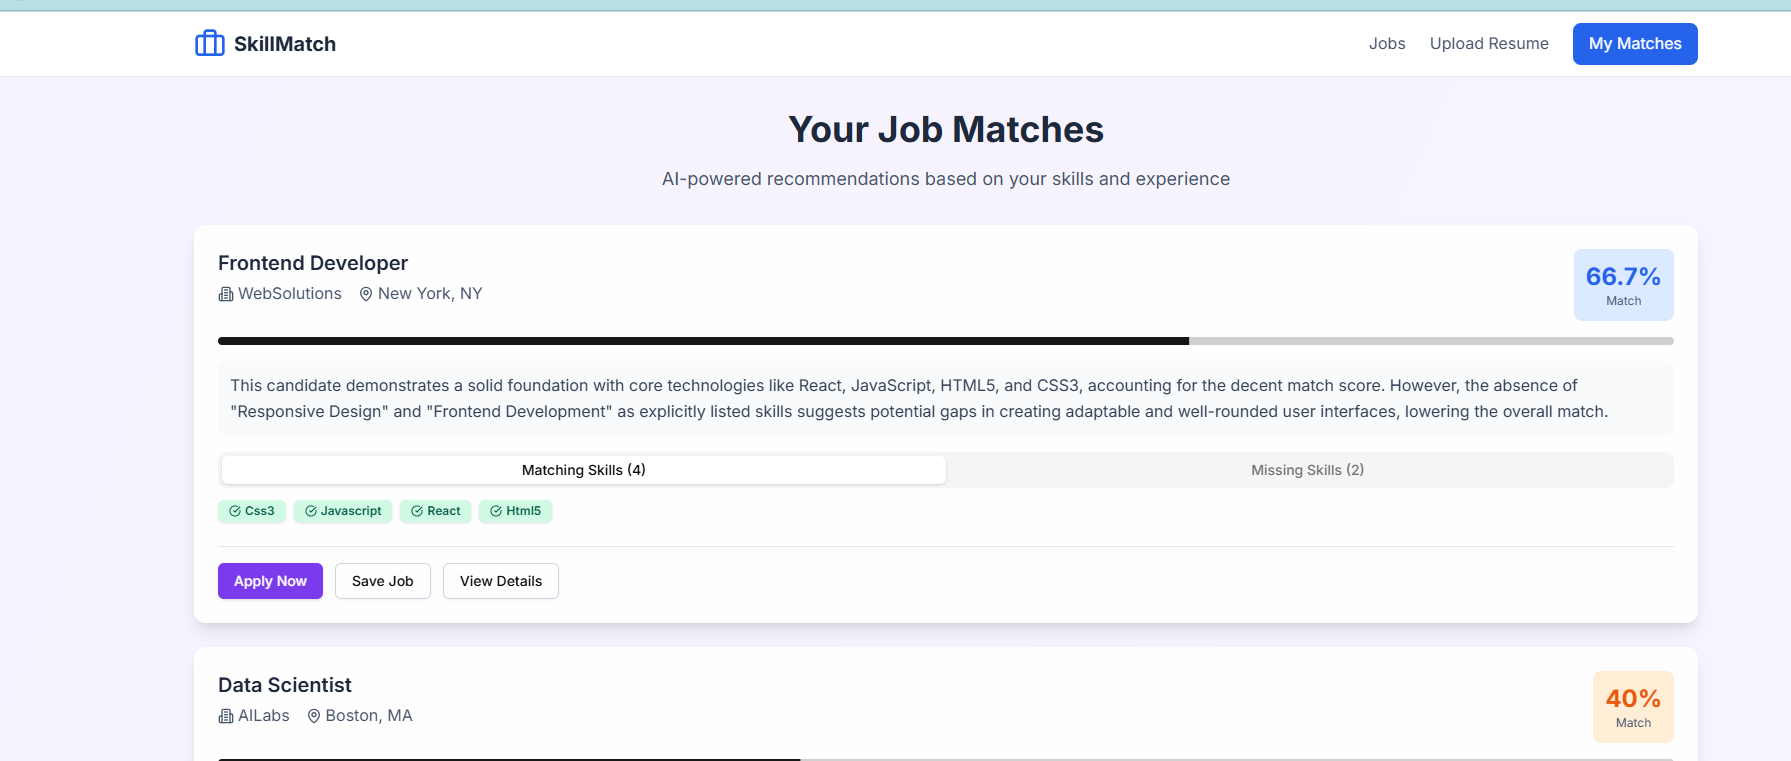 SkillMatch
Jobs
Upload Resume
My Matches
Your Job Matches
AI-powered recommendations based on your skills and experience
Frontend Developer
WebSolutions
New York, NY
66.7%
Match
This candidate demonstrates a solid foundation with core technologies like React, JavaScript, HTML5, and CSS3, accounting for the decent match score. However, the absence of
"Responsive Design" and "Frontend Development" as explicitly listed skills suggests potential gaps in creating adaptable and well-rounded user interfaces, lowering the overall match.
Matching Skills (4)
Missing Skills (2)
Css3
Javascript
React
Html5
Apply Now
Save Job
View Details
Data Scientist
AILabs
Boston, MA
40%
Match